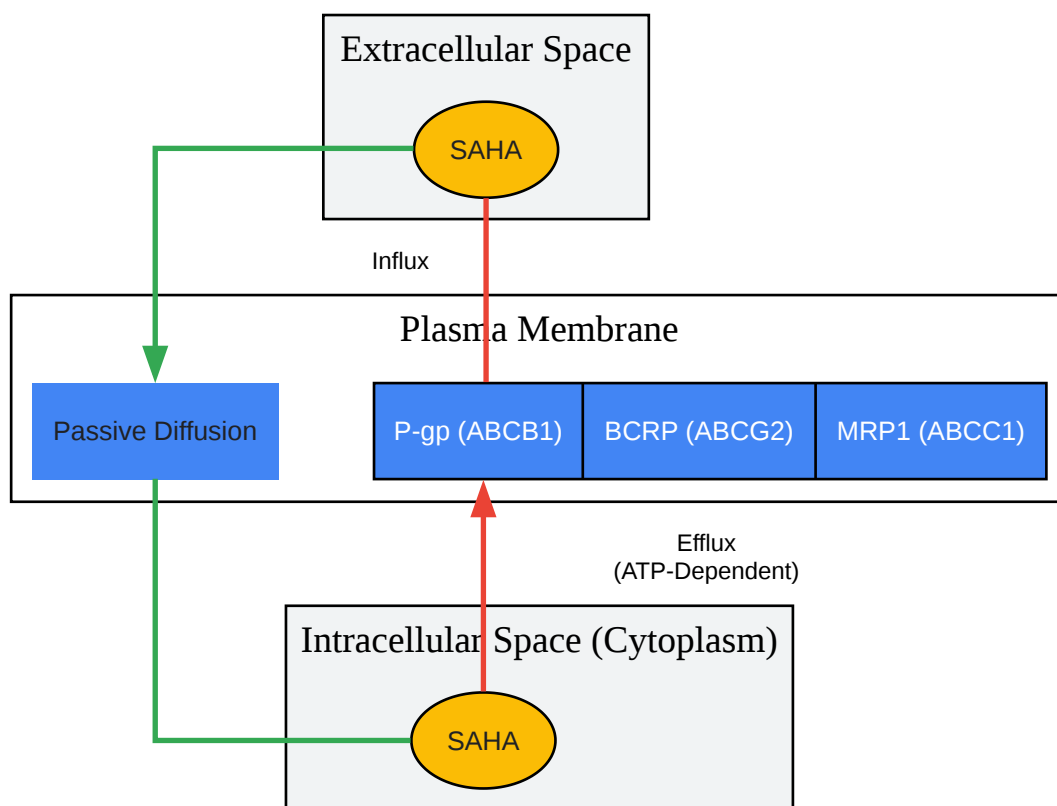 Extracellular Space
SAHA
Influx
Plasma Membrane
Passive Diffusion
P-gp (ABCB1)
BCRP (ABCG2)
MRP1 (ABCC1)
Efflux
(ATP-Dependent)
Intracellular Space (Cytoplasm)
SAHA